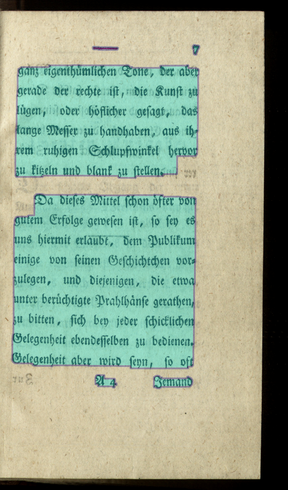 7
ganz eigenthümlichen Tone, der aber
gerade der rechte ist, die Kunst zu
lügen, oder höflicher gesagt, das
lange Messer zu handhaben, aus ih-
rem ruhigen Schlupfwinkel hervor
zu kitzeln und blank zu stellen.
Da dieses Mittel schon öfter von
gutem Erfolge gewesen ist, so sey es
uns hiermit erlaubt, dem Publikum
einige von seinen Geschichtchen vor-
zulegen, und diejenigen, die etwa
unter berüchtigte Prahlhänse gerathen,
zu bitten, sich bey jeder schicklichen
Gelegenheit ebendesselben zu bedienen.
Gelegenheit aber wird seyn, so oft
A 4 Jemand